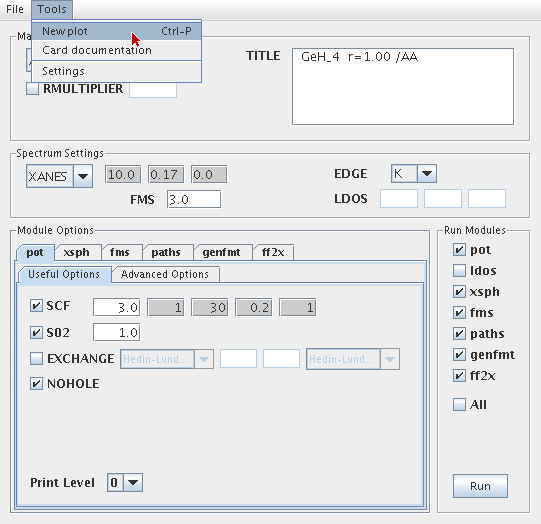 File Tools
New plot Ctrl-P
Card documentation
Settings
Ma
TITLE GeH_4 r=1.00 /AA
RMULTIPLIER
Spectrum Settings
XANES 10.0 0.17 0.0 EDGE K
FMS 3.0 LDOS
Module Options
pot xsph fms paths genfmt ff2x
Useful Options Advanced Options
SCF 3.0 1 30 0.2 1
S02 1.0
EXCHANGE Hedin-Lund... Hedin-Lund...
NOHOLE
Print Level 0
Run Modules
pot
ldos
xsph
fms
paths
genfmt
ff2x
All
Run